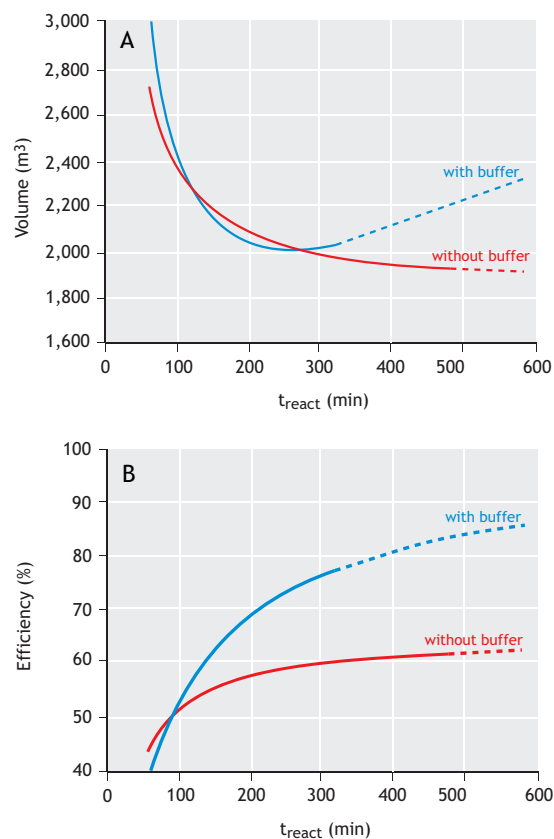 A
3,000
2,800
2,600
2,400
2,200
2,000
1,800
1,600
Volume (m³)
with buffer
without buffer
0 100 200 300 400 500 600
t_react (min)
B
100
90
80
70
60
50
40
Efficiency (%)
with buffer
without buffer
0 100 200 300 400 500 600
t_react (min)